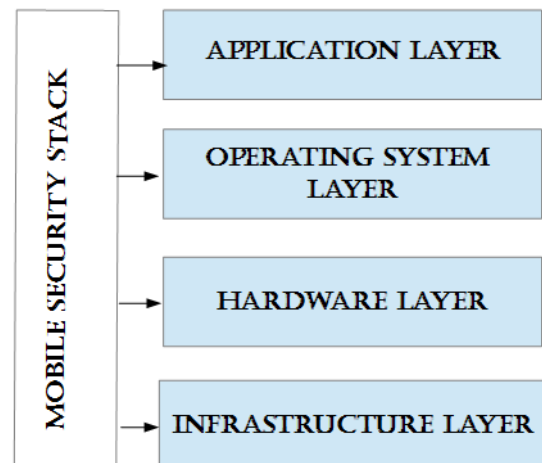 MOBILE SECURITY STACK
APPLICATION LAYER
OPERATING SYSTEM
LAYER
HARDWARE LAYER
INFRASTRUCTURE LAYER